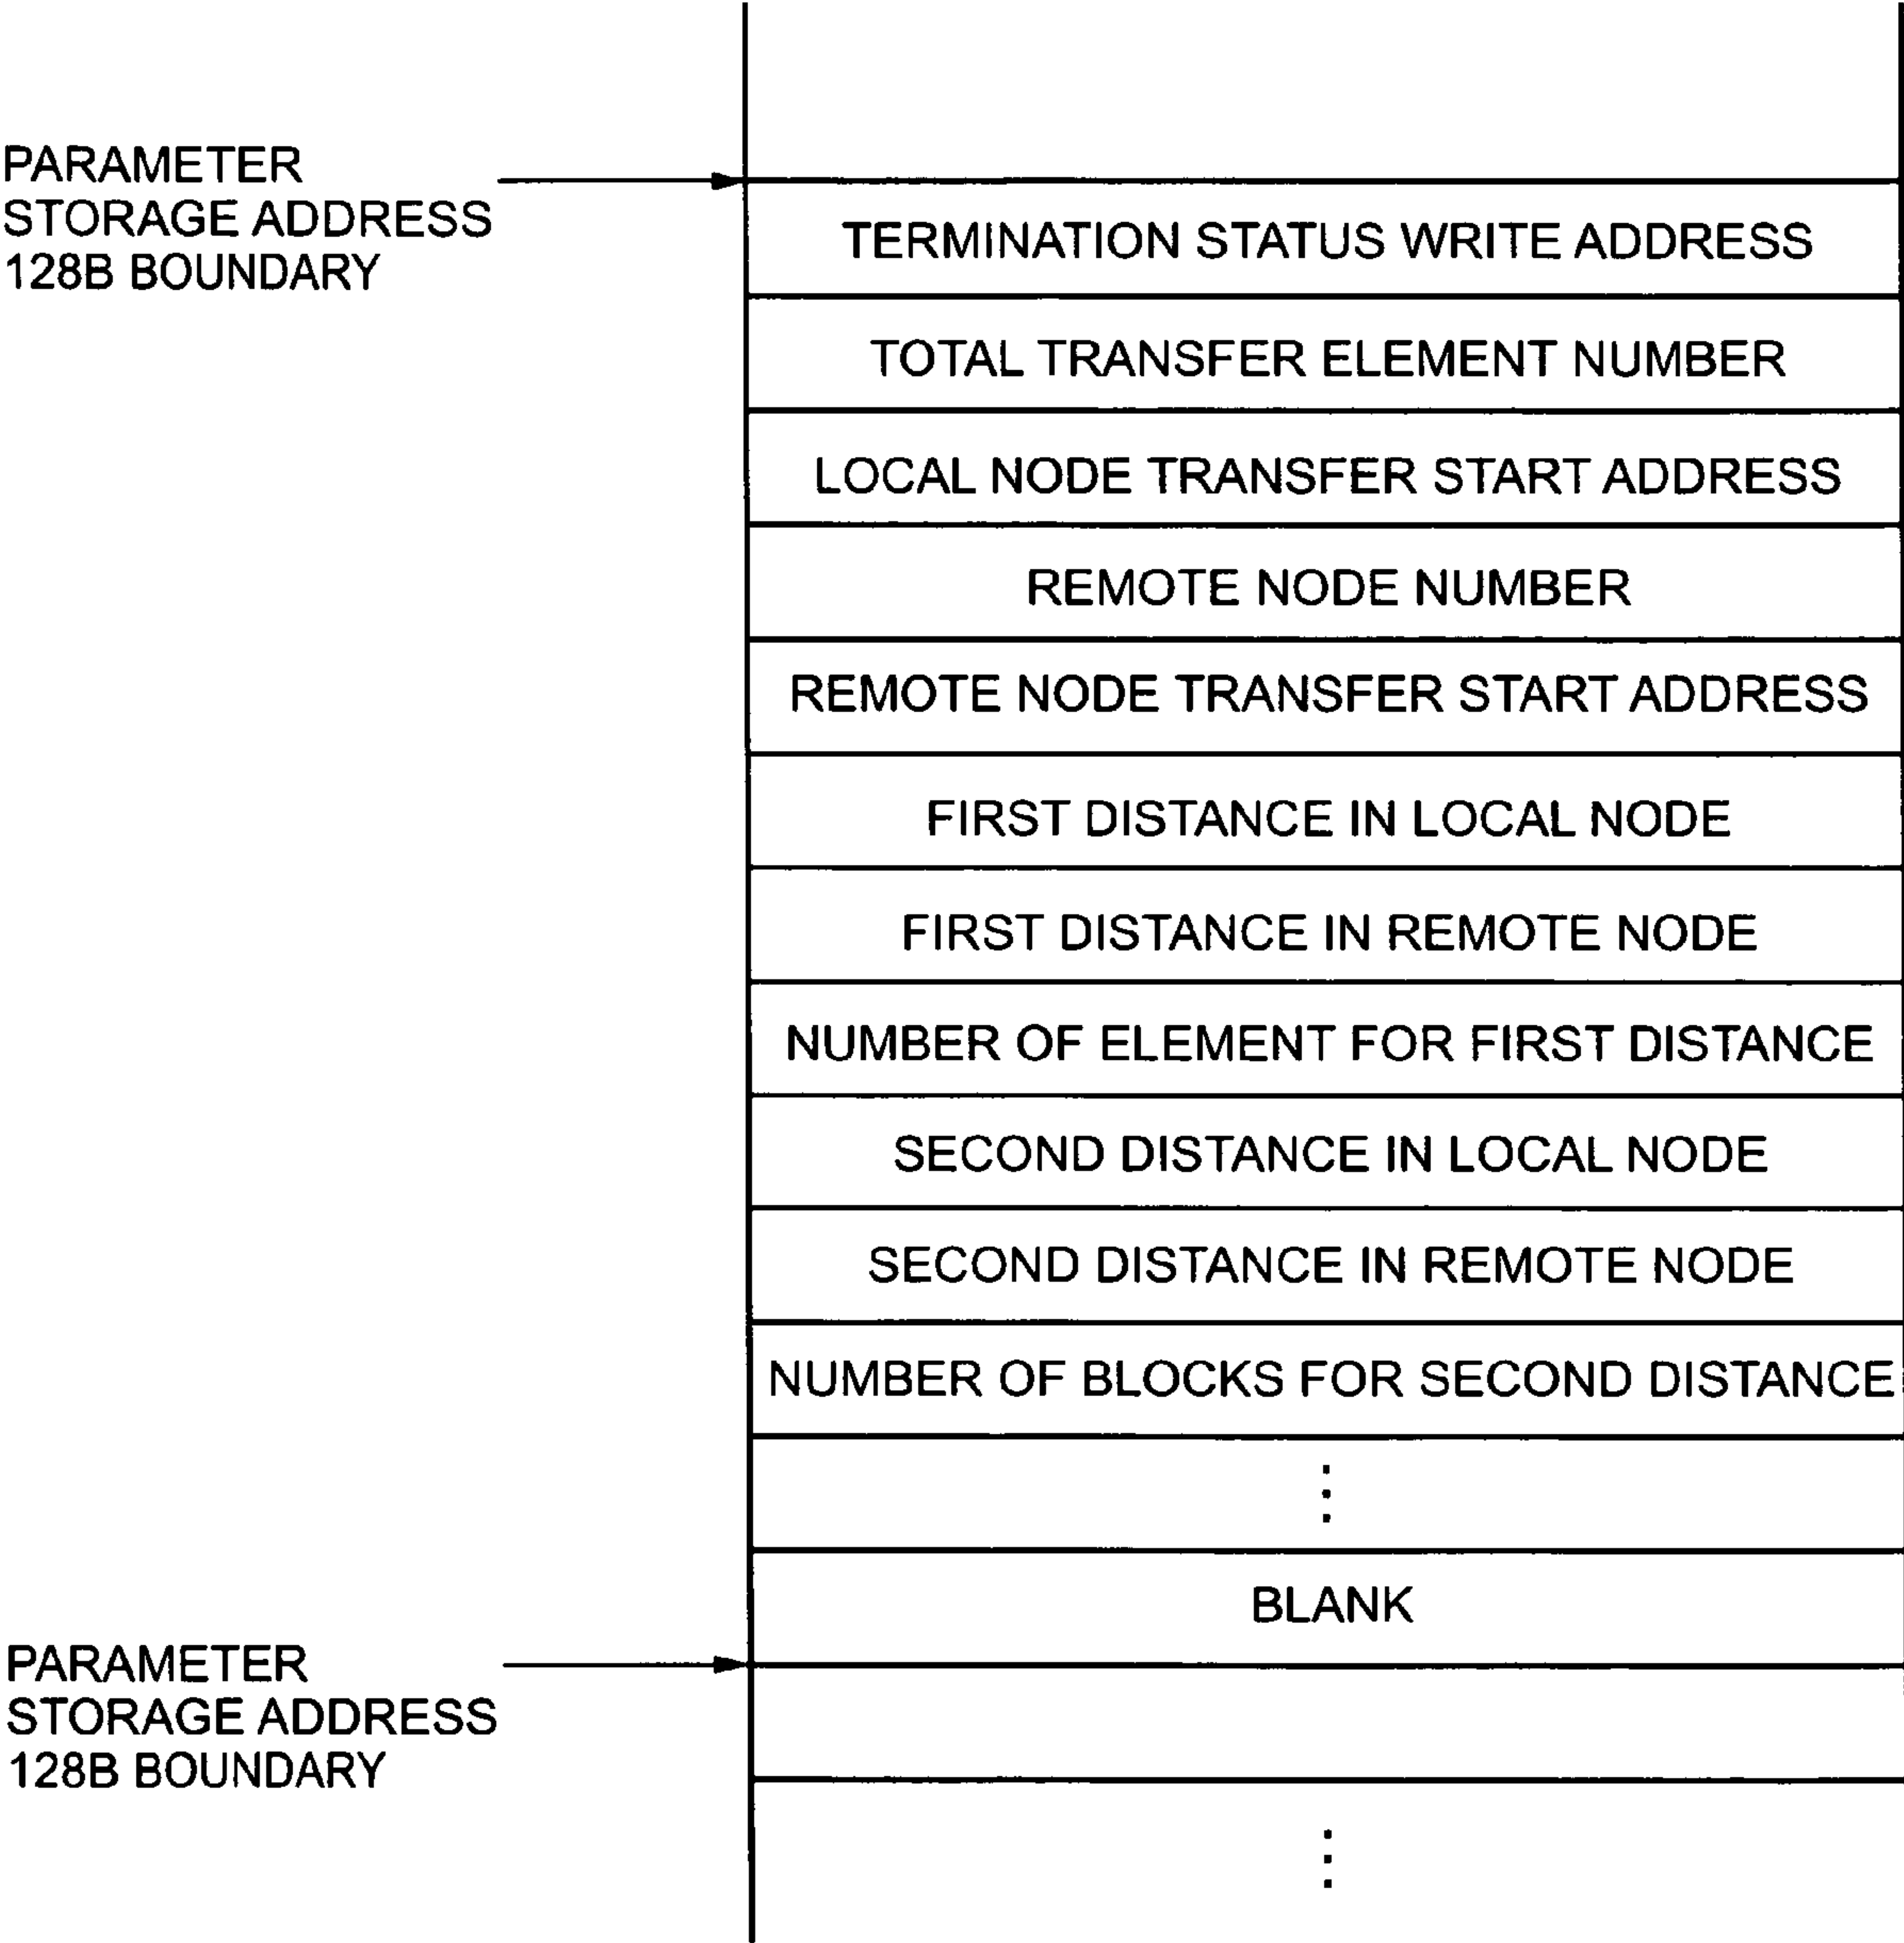 PARAMETER
STORAGE ADDRESS
128B BOUNDARY
TERMINATION STATUS WRITE ADDRESS
TOTAL TRANSFER ELEMENT NUMBER
LOCAL NODE TRANSFER START ADDRESS
REMOTE NODE NUMBER
REMOTE NODE TRANSFER START ADDRESS
FIRST DISTANCE IN LOCAL NODE
FIRST DISTANCE IN REMOTE NODE
NUMBER OF ELEMENT FOR FIRST DISTANCE
SECOND DISTANCE IN LOCAL NODE
SECOND DISTANCE IN REMOTE NODE
NUMBER OF BLOCKS FOR SECOND DISTANCE
⋮
BLANK
PARAMETER
STORAGE ADDRESS
128B BOUNDARY
⋮